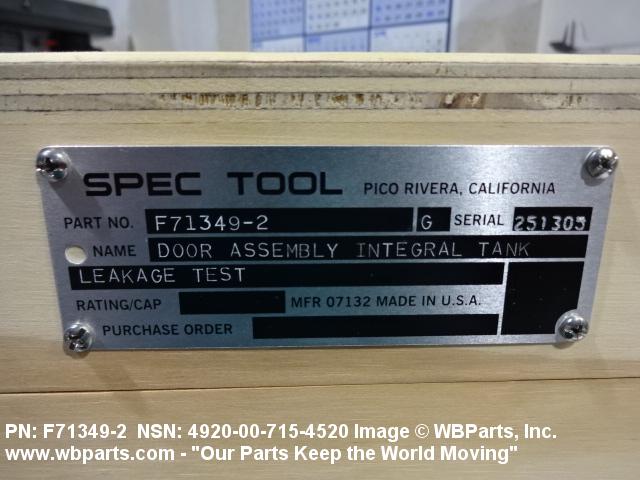 SPEC TOOL PICO RIVERA, CALIFORNIA
PART NO. F71349-2 G SERIAL 251305
NAME DOOR ASSEMBLY INTEGRAL TANK
LEAKAGE TEST
RATING/CAP MFR 07132 MADE IN U.S.A.
PURCHASE ORDER
PN: F71349-2 NSN: 4920-00-715-4520 Image © WBParts, Inc.
www.wbparts.com - "Our Parts Keep the World Moving"